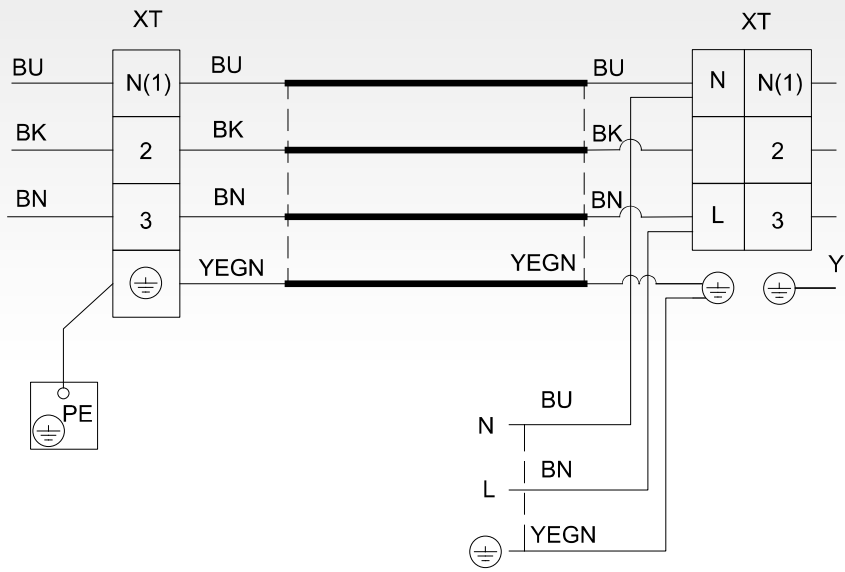 XT XT
BU N(1) BU BU N N(1)
BK 2 BK BK 2
BN 3 BN BN L 3
YEGN YEGN Y
PE
N BU
L BN
YEGN